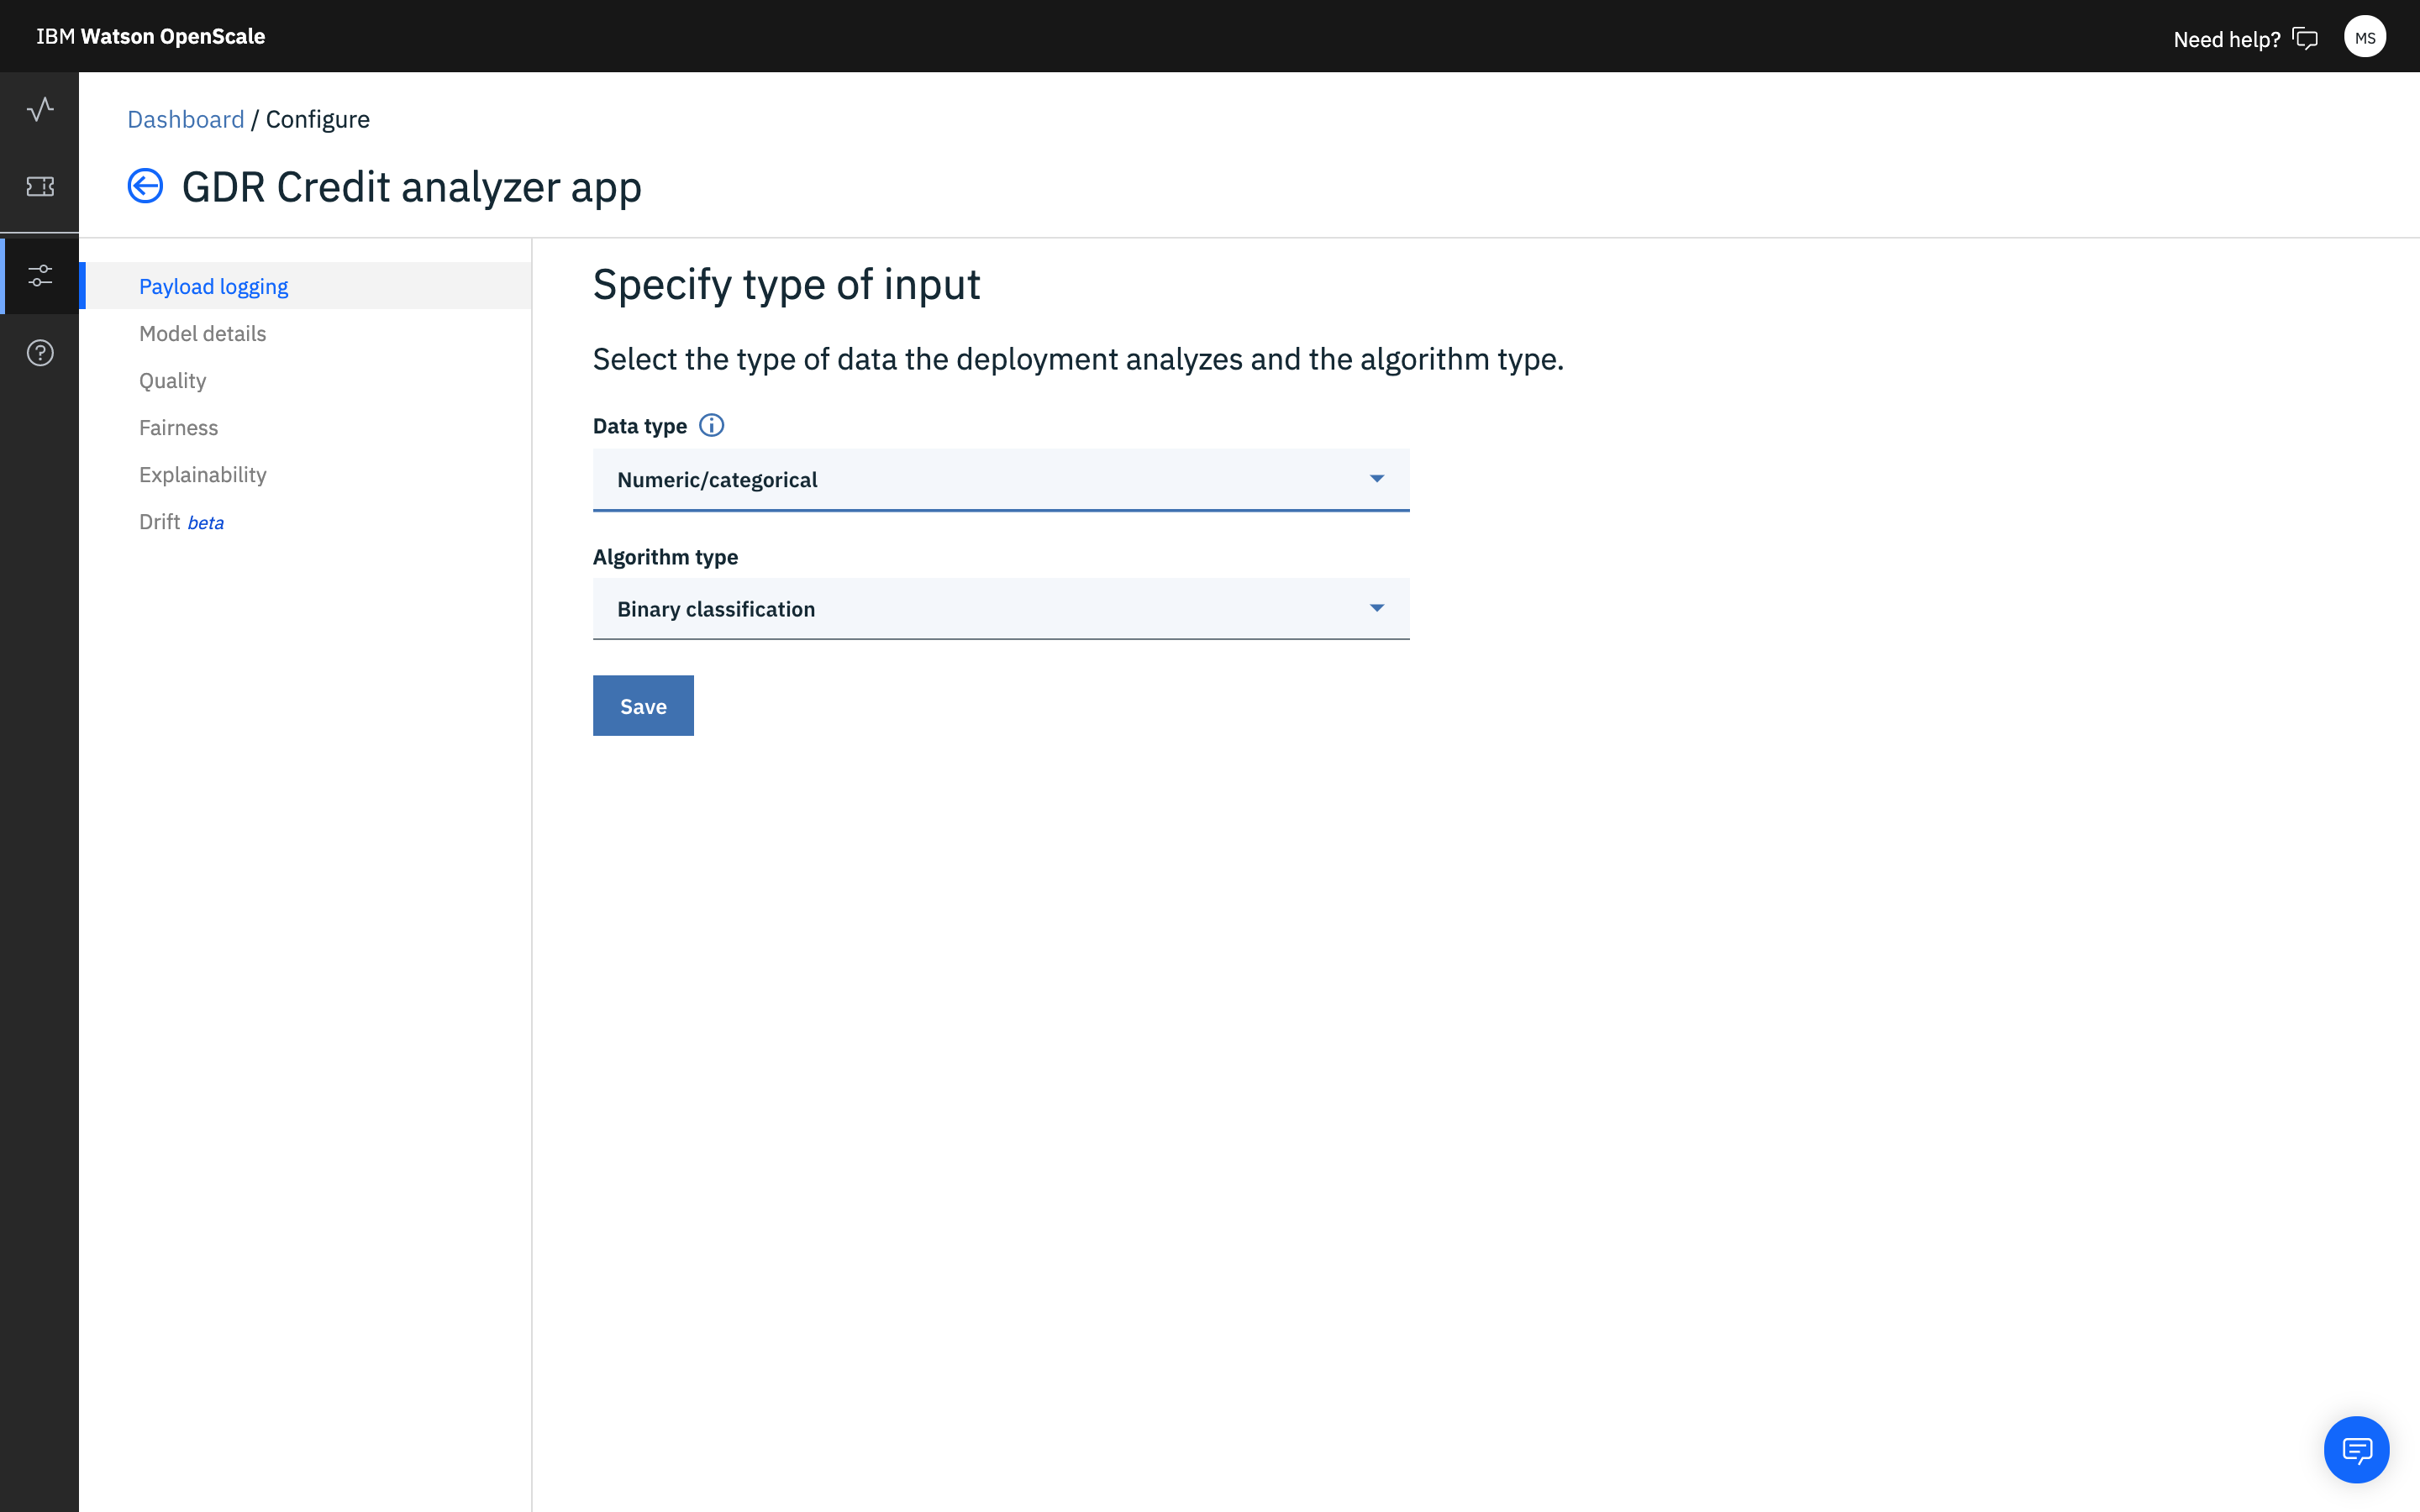 IBM Watson OpenScale
Need help?
MS
Dashboard / Configure
GDR Credit analyzer app
Payload logging
Model details
Quality
Fairness
Explainability
Drift beta
Specify type of input
Select the type of data the deployment analyzes and the algorithm type.
Data type
Numeric/categorical
Algorithm type
Binary classification
Save